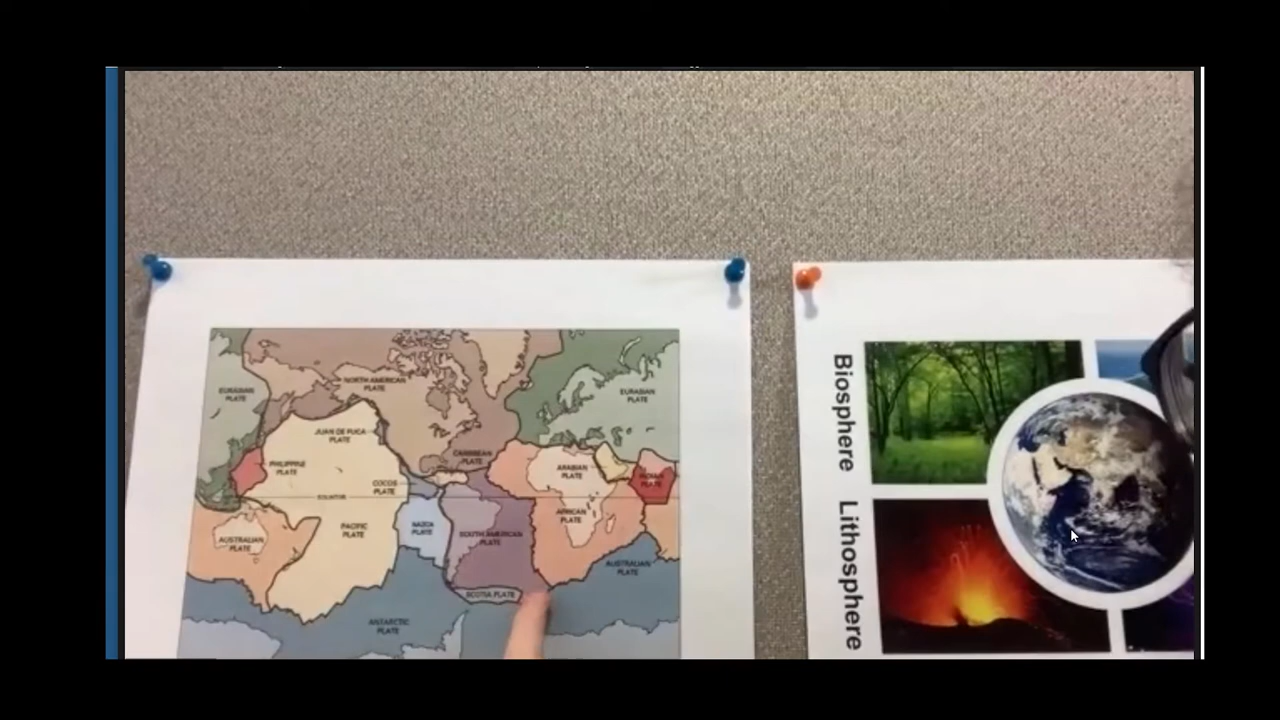 NORTH AMERICAN
PLATE
EURASIAN
PLATE
EURASIAN
PLATE
JUAN DE FUCA
PLATE
CARIBBEAN
PLATE
PHILIPPINE
PLATE
ARABIAN
PLATE
INDIAN
PLATE
COCOS
PLATE
EQUATOR
AFRICAN
PLATE
AUSTRALIAN
PLATE
PACIFIC
PLATE
NAZCA
PLATE
SOUTH AMERICAN
PLATE
AUSTRALIAN
PLATE
SCOTIA PLATE
ANTARCTIC
PLATE
Biosphere
Lithosphere